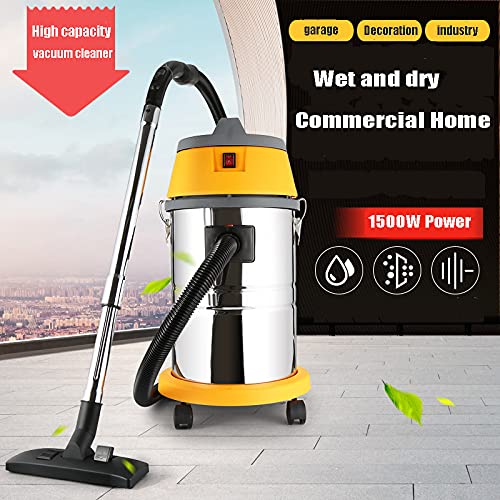 High capacity
vacuum cleaner
garage
Decoration
industry
Wet and dry
Commercial Home
1500W Power